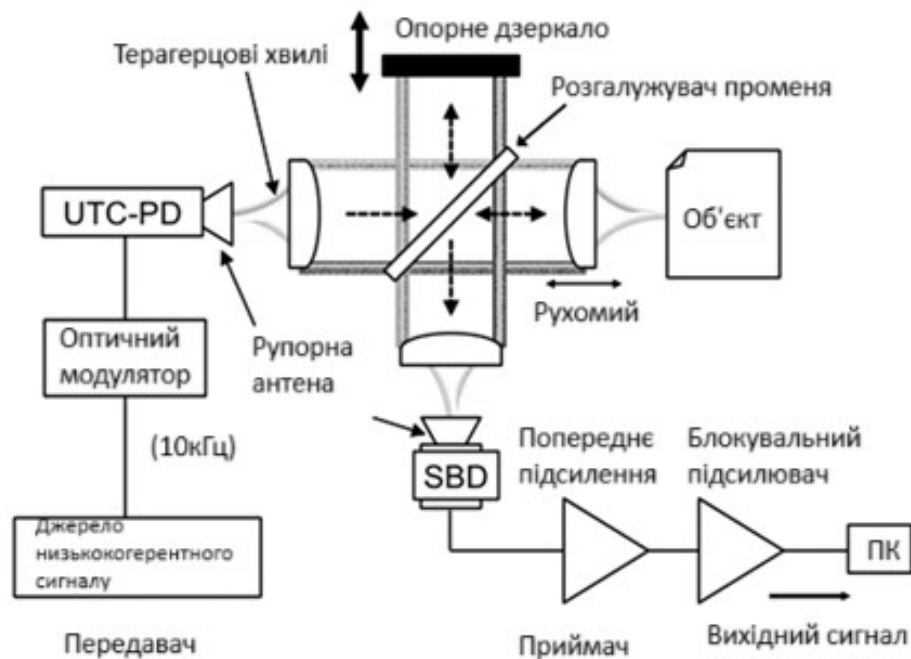 Опорне дзеркало
Терагерцові хвилі
Розгалужувач променя
UTC-PD
Об'єкт
Рухомий
Оптичний
модулятор
Рупорна
антена
(10кГц)
Попереднє
підсилення
Блокувальний
підсилювач
SBD
Джерело
низькокогерентного
сигналу
ПК
Передавач
Приймач
Вихідний сигнал